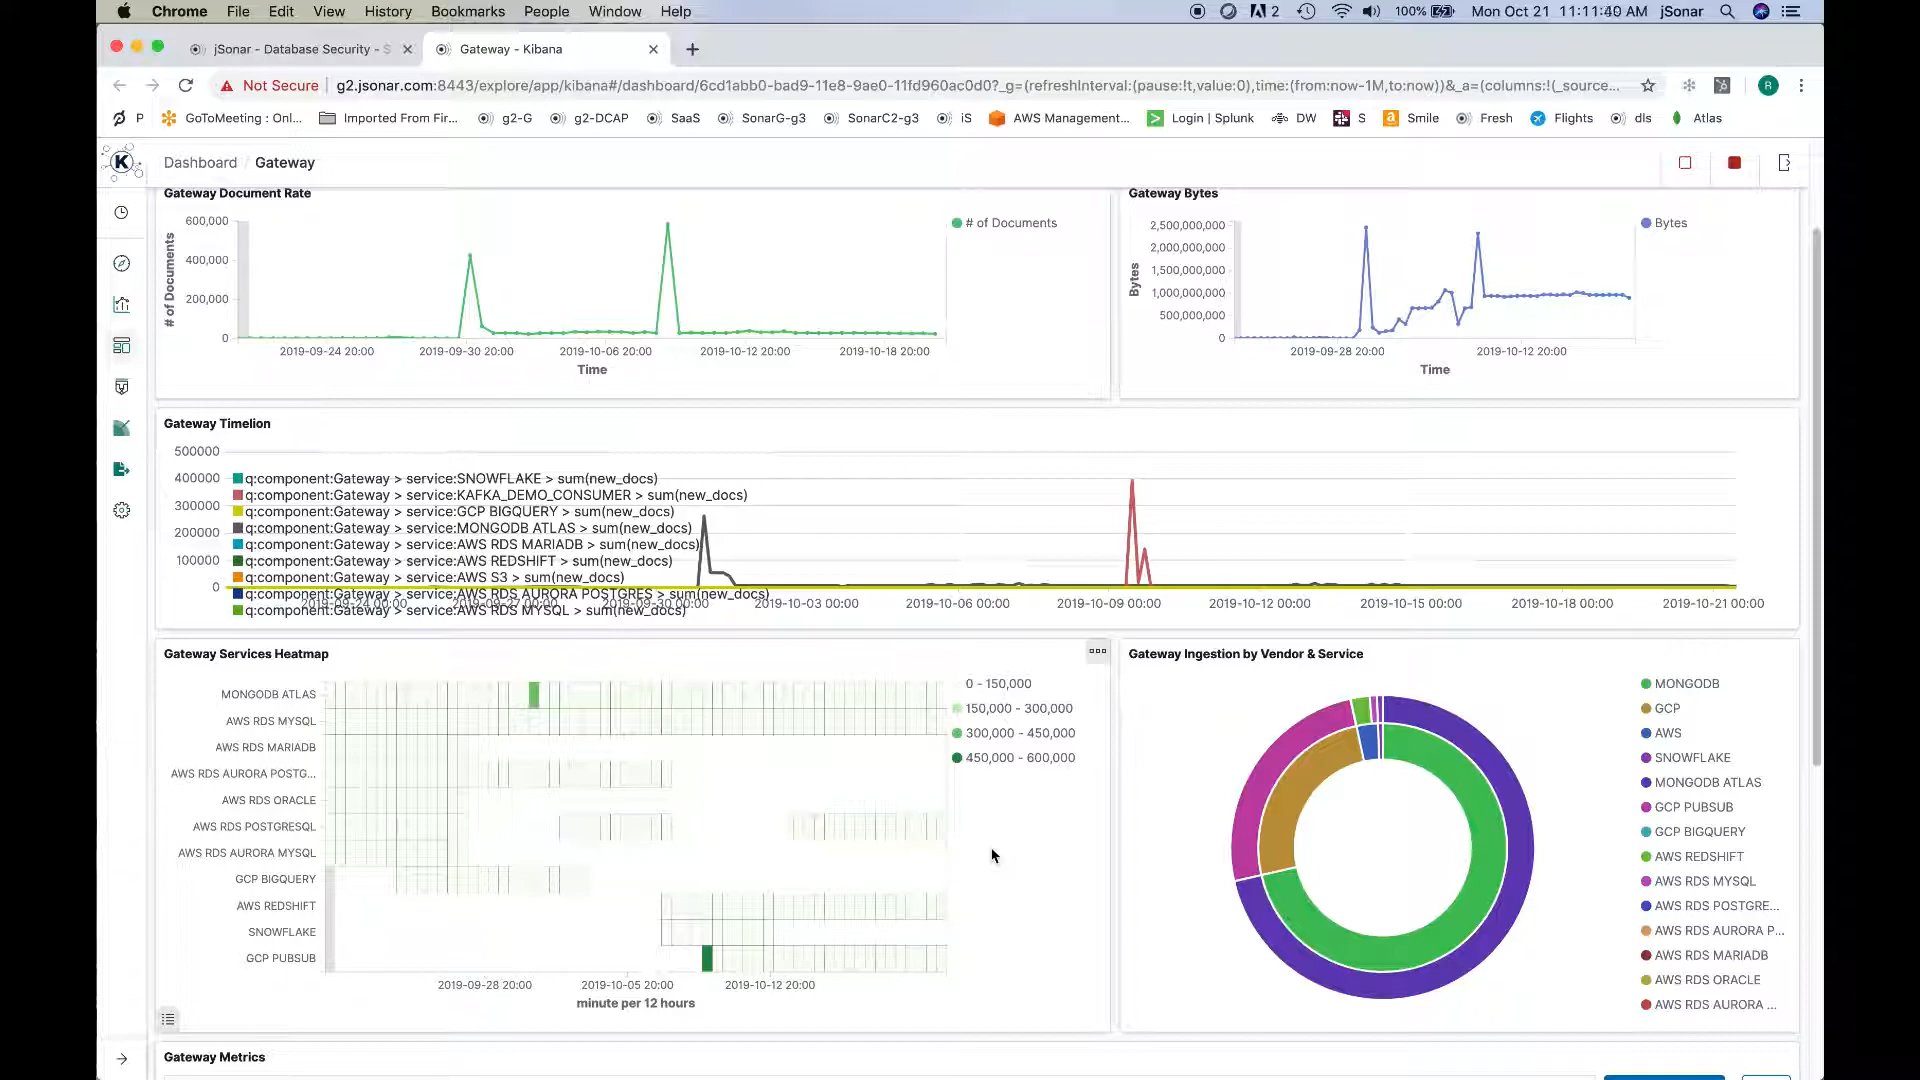 Chrome File Edit View History Bookmarks People Window Help 2 100% Mon Oct 21 11:11:40 AM jSonar
jSonar - Database Security - S Gateway - Kibana
Not Secure g2.jsonar.com:8443/explore/app/kibana#/dashboard/6cd1abb0-bad9-11e8-9ae0-11fd960ac0d0?_g=(refreshInterval:(pause:!t,value:0),time:(from:now-1M,to:now))&_a=(columns:!(_source... R
P GoToMeeting : Onl... Imported From Fir... g2-G g2-DCAP SaaS SonarG-g3 SonarC2-g3 iS AWS Management... Login | Splunk DW S Smile Fresh Flights dls Atlas
K Dashboard / Gateway
Gateway Document Rate
# of Documents
600,000
400,000
200,000
0
2019-09-24 20:00 2019-09-30 20:00 2019-10-06 20:00 2019-10-12 20:00 2019-10-18 20:00
Time
# of Documents
Gateway Bytes
Bytes
2,500,000,000
2,000,000,000
1,500,000,000
1,000,000,000
500,000,000
0
2019-09-28 20:00 2019-10-12 20:00
Time
Bytes
Gateway Timelion
500000
400000
300000
200000
100000
0
q:component:Gateway > service:SNOWFLAKE > sum(new_docs)
q:component:Gateway > service:KAFKA_DEMO_CONSUMER > sum(new_docs)
q:component:Gateway > service:GCP BIGQUERY > sum(new_docs)
q:component:Gateway > service:MONGODB ATLAS > sum(new_docs)
q:component:Gateway > service:AWS RDS MARIADB > sum(new_docs)
q:component:Gateway > service:AWS REDSHIFT > sum(new_docs)
q:component:Gateway > service:AWS S3 > sum(new_docs)
q:component:Gateway > service:AWS RDS AURORA POSTGRES > sum(new_docs)
q:component:Gateway > service:AWS RDS MYSQL > sum(new_docs)
2019-09-24 00:00 2019-09-27 00:00 2019-09-30 00:00 2019-10-03 00:00 2019-10-06 00:00 2019-10-09 00:00 2019-10-12 00:00 2019-10-15 00:00 2019-10-18 00:00 2019-10-21 00:00
Gateway Services Heatmap
MONGODB ATLAS
AWS RDS MYSQL
AWS RDS MARIADB
AWS RDS AURORA POSTG...
AWS RDS ORACLE
AWS RDS POSTGRESQL
AWS RDS AURORA MYSQL
GCP BIGQUERY
AWS REDSHIFT
SNOWFLAKE
GCP PUBSUB
2019-09-28 20:00 2019-10-05 20:00 2019-10-12 20:00
minute per 12 hours
0 - 150,000
150,000 - 300,000
300,000 - 450,000
450,000 - 600,000
Gateway Ingestion by Vendor & Service
MONGODB
GCP
AWS
SNOWFLAKE
MONGODB ATLAS
GCP PUBSUB
GCP BIGQUERY
AWS REDSHIFT
AWS RDS MYSQL
AWS RDS POSTGRE...
AWS RDS AURORA P...
AWS RDS MARIADB
AWS RDS ORACLE
AWS RDS AURORA ...
Gateway Metrics